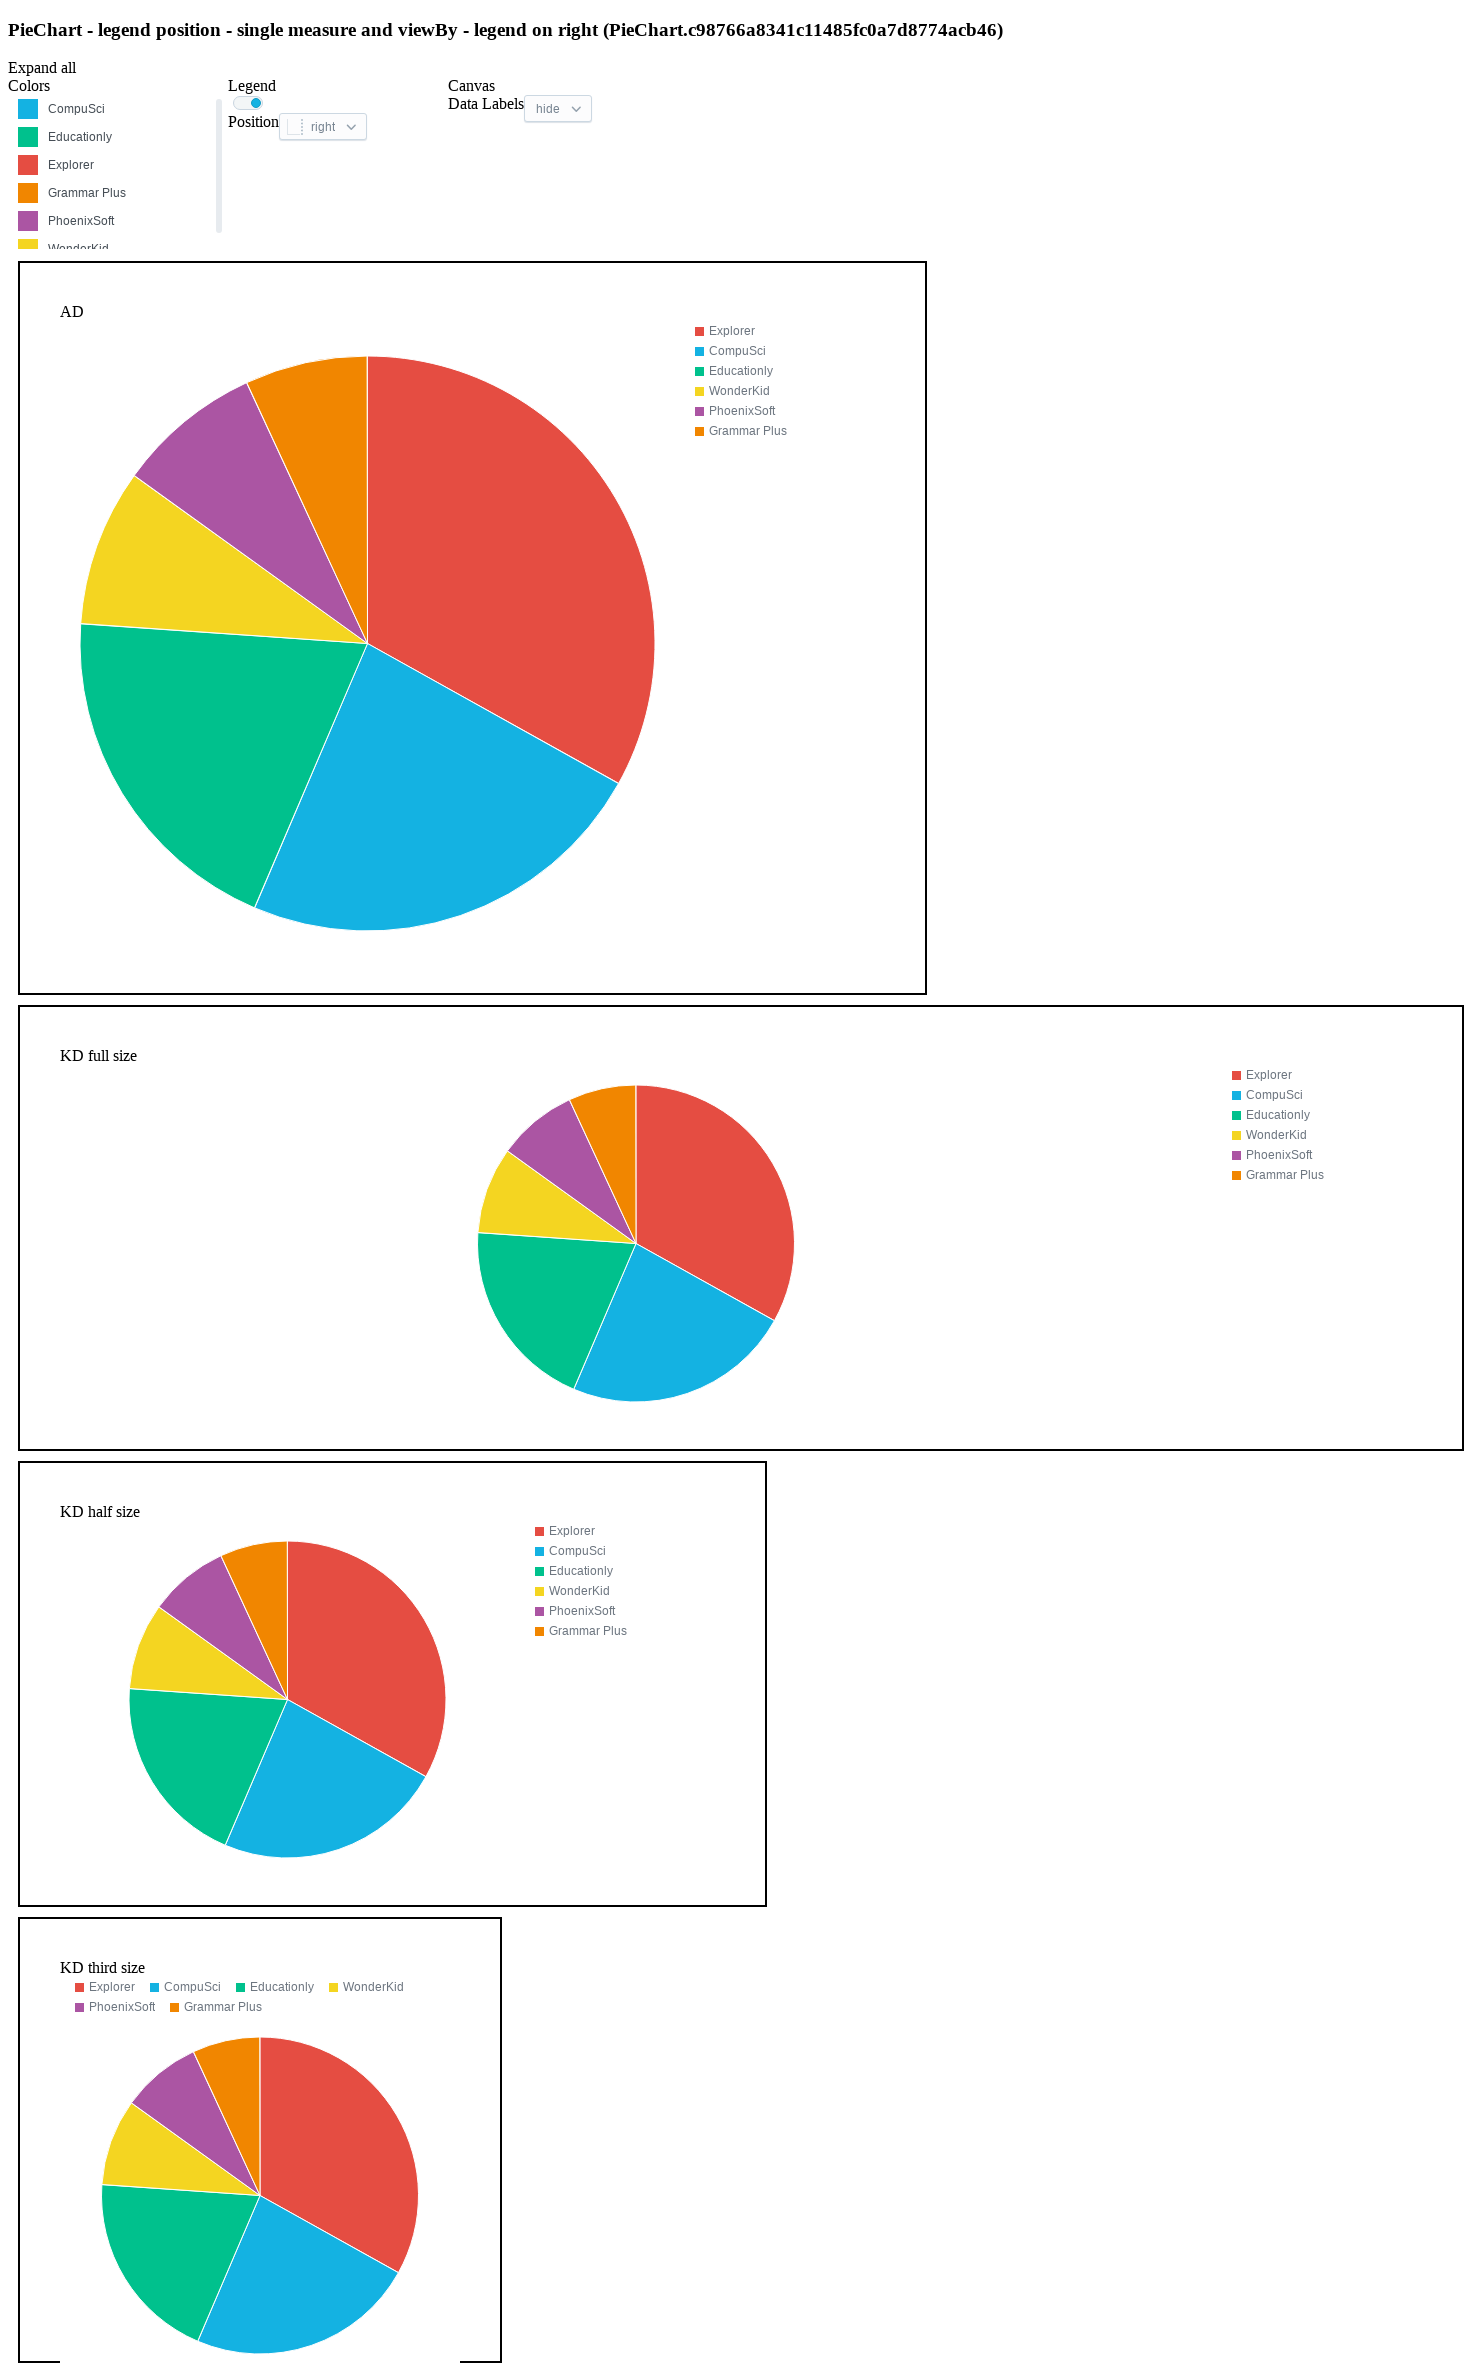 PieChart - legend position - single measure and viewBy - legend on right (PieChart.c98766a8341c11485fc0a7d8774acb46)
Expand all
Colors
CompuSci
Educationly
Explorer
Grammar Plus
PhoenixSoft
WonderKid
Legend
Position right
Canvas
Data Labels hide
AD
Explorer
CompuSci
Educationly
WonderKid
PhoenixSoft
Grammar Plus
KD full size
Explorer
CompuSci
Educationly
WonderKid
PhoenixSoft
Grammar Plus
KD half size
Explorer
CompuSci
Educationly
WonderKid
PhoenixSoft
Grammar Plus
KD third size
Explorer CompuSci Educationly WonderKid
PhoenixSoft Grammar Plus